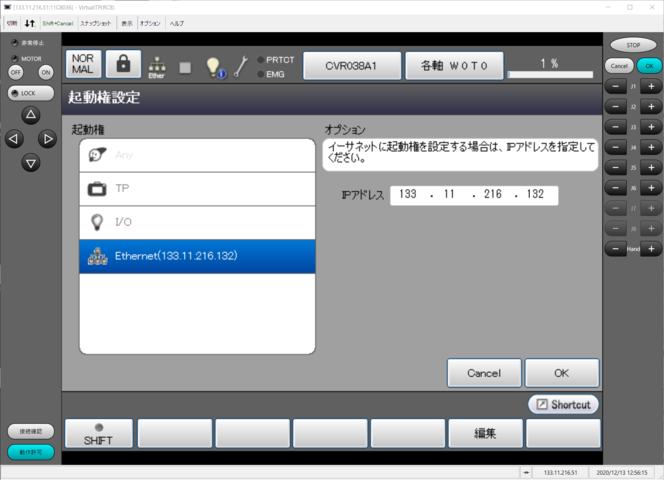 [133.11.216.31:11C8036] - VirtualTP(RC8)
切断 Shift+Cancel スナップショット 表示 オプション ヘルプ
非常停止
MOTOR
OFF ON
LOCK
接続確認
動作許可
NOR
MAL
Ether
PRTCT
EMG
CVR038A1
各軸 W0T0
1 %
起動権設定
起動権
Any
TP
I/O
Ethernet(133.11.216.132)
オプション
イーサネットに起動権を設定する場合は、IPアドレスを指定して
ください。
IPアドレス 133 . 11 . 216 . 132
Cancel OK
Shortcut
SHIFT 編集
STOP
Cancel OK
− J1 +
− J2 +
− J3 +
− J4 +
− J5 +
− J6 +
− J7 +
− J8 +
− Hand +
133.11.216.51 2020/12/13 12:56:15